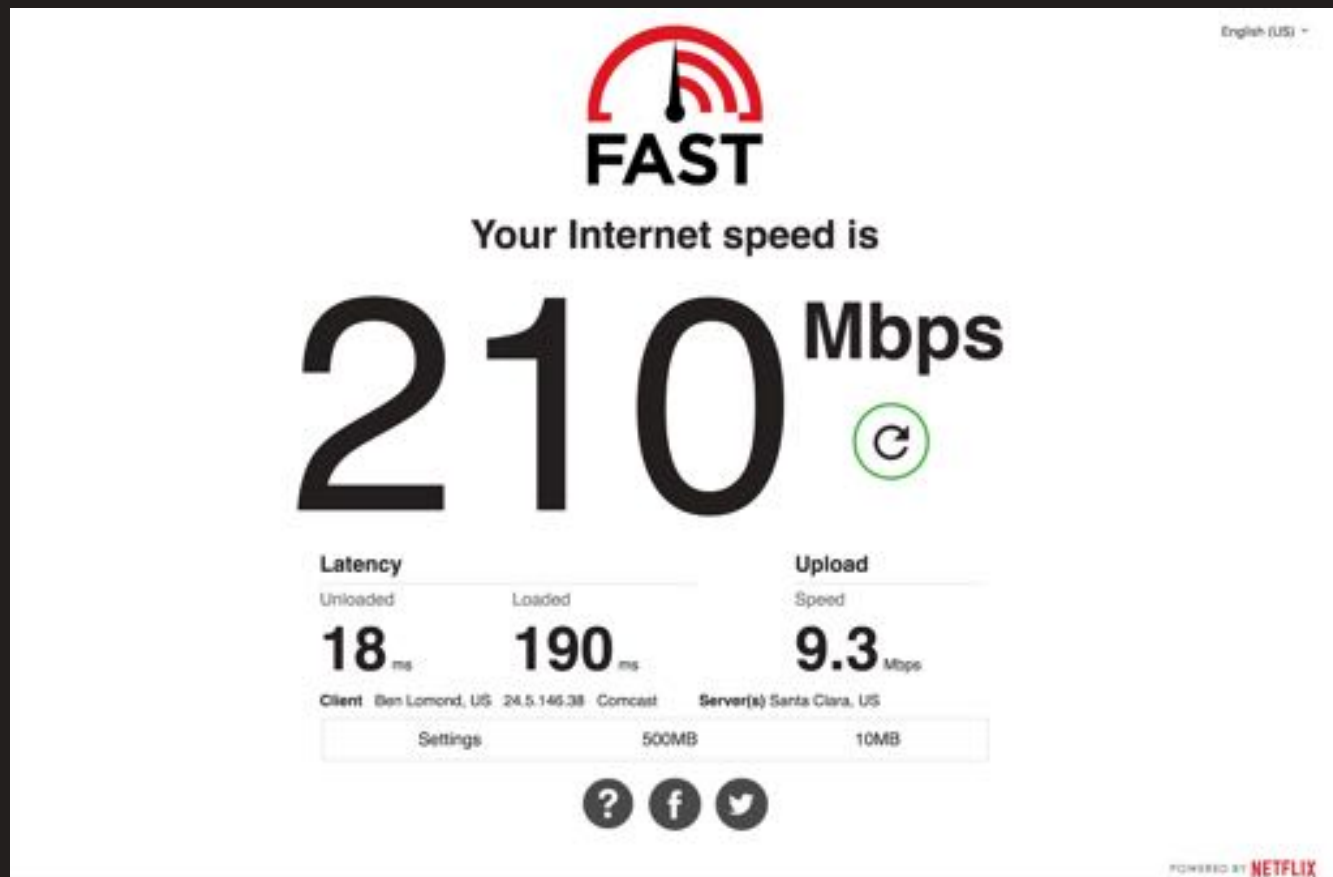 English (US)
FAST
Your Internet speed is
210 Mbps
Latency
Upload
Unloaded
Loaded
Speed
18 ms
190 ms
9.3 Mbps
Client Ben Lomond, US 24.5.146.38 Comcast Server(s) Santa Clara, US
Settings 500MB 10MB
?
f
POWERED BY NETFLIX